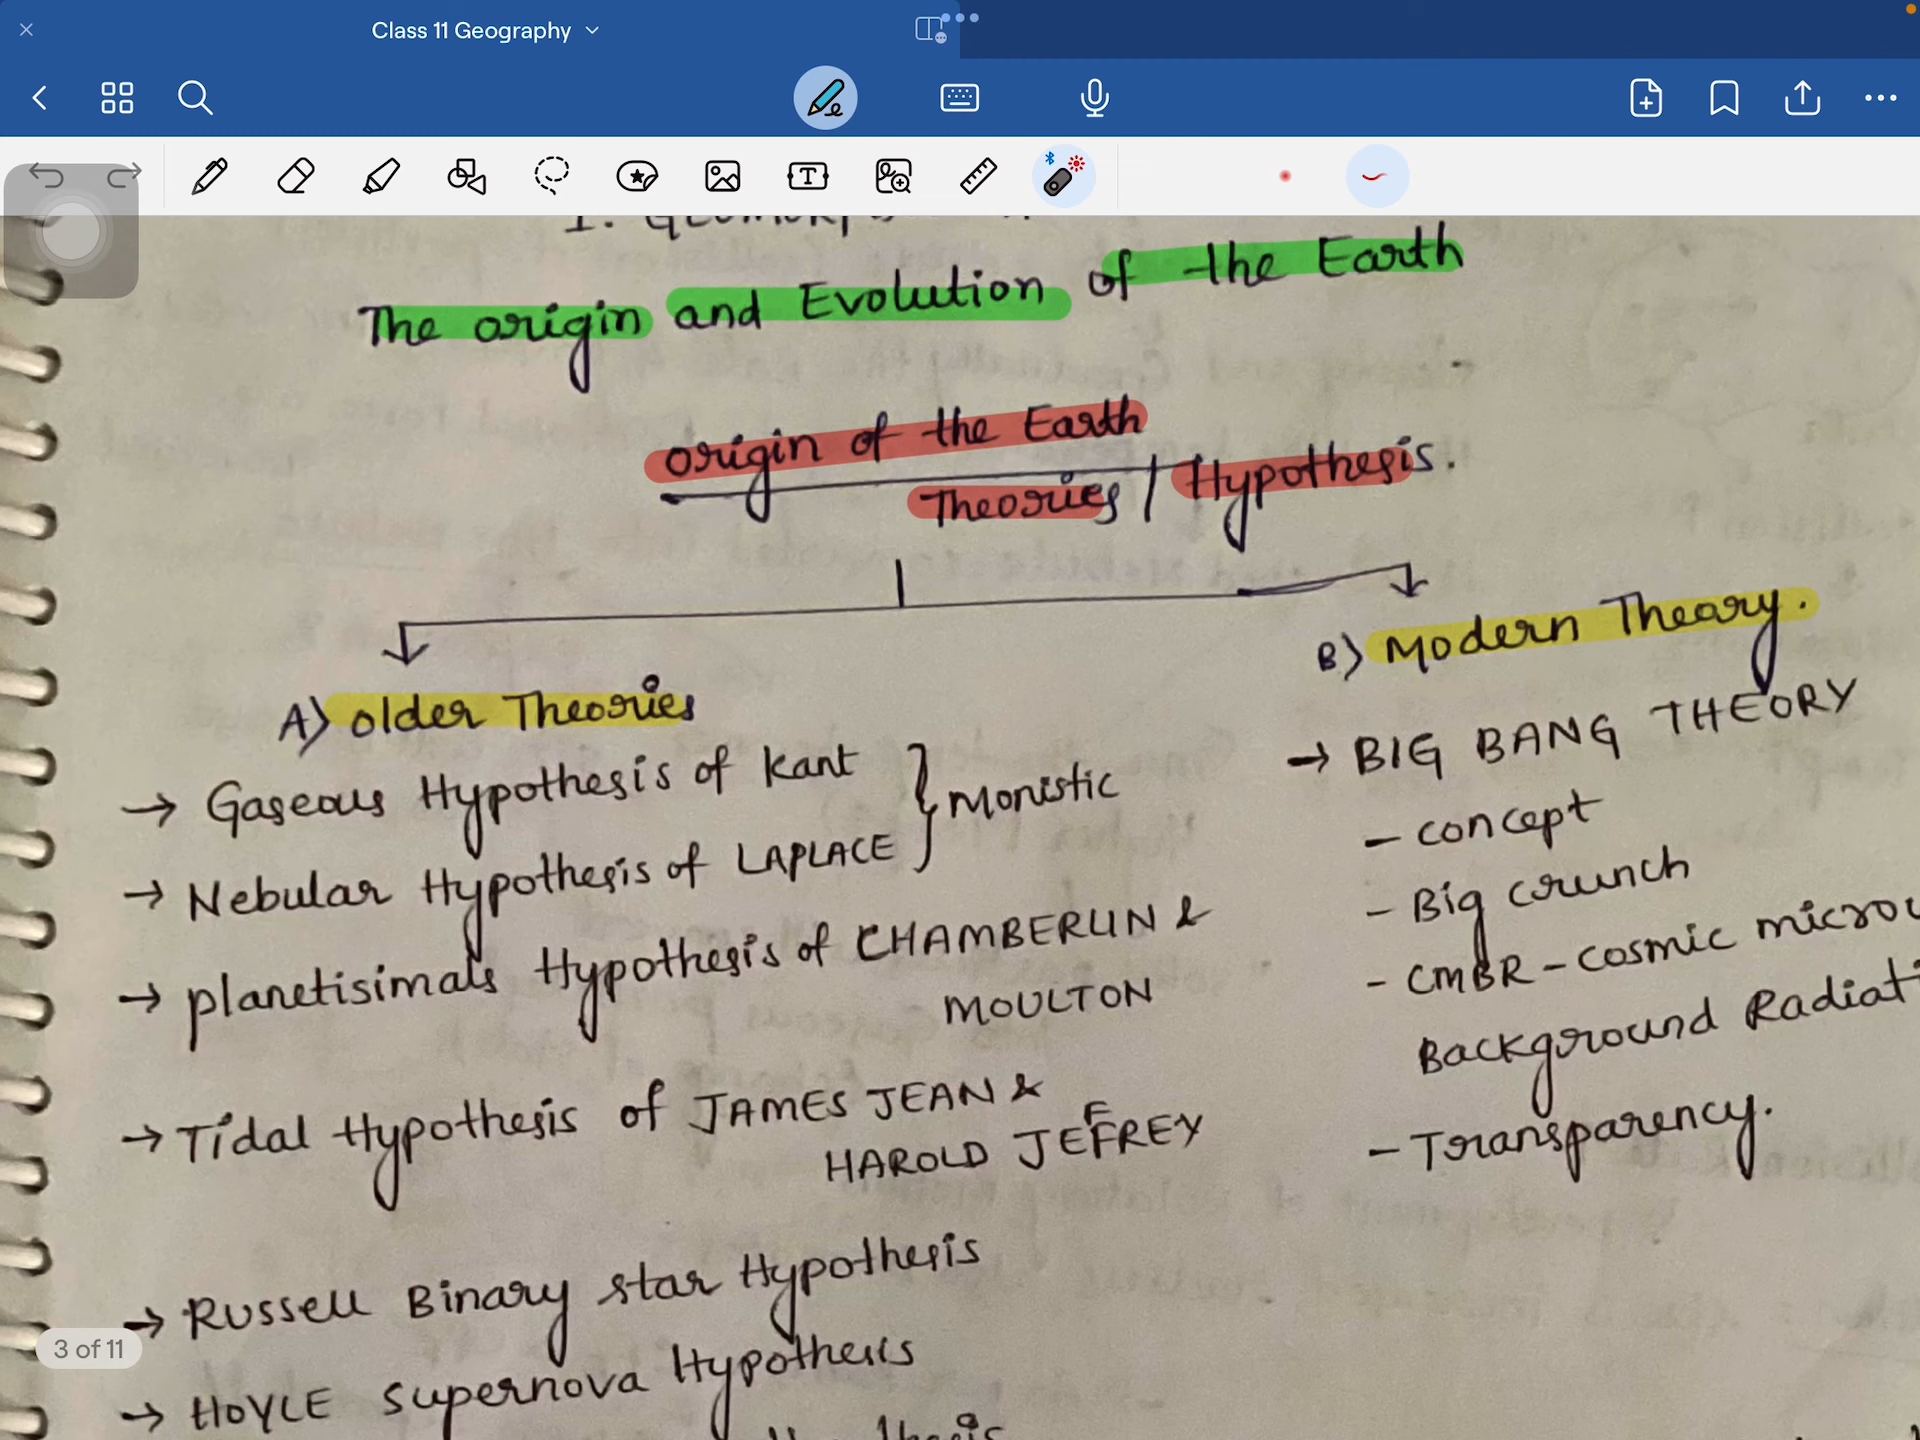 Class 11 Geography
The origin and Evolution of the Earth
origin of the Earth
Theories / Hypothesis.
A) older Theories
→ Gaseous Hypothesis of Kant } Monistic
→ Nebular Hypothesis of LAPLACE
→ planetisimals Hypothesis of CHAMBERLIN &
MOULTON
→ Tidal Hypothesis of JAMES JEAN &
HAROLD JEFFREY
→ RUSSELL Binary star Hypothesis
→ HOYLE supernova Hypothesis
B) Modern Theory.
→ BIG BANG THEORY
- concept
- Big crunch
- CMBR - cosmic
Background
- Transparency.
3 of 11